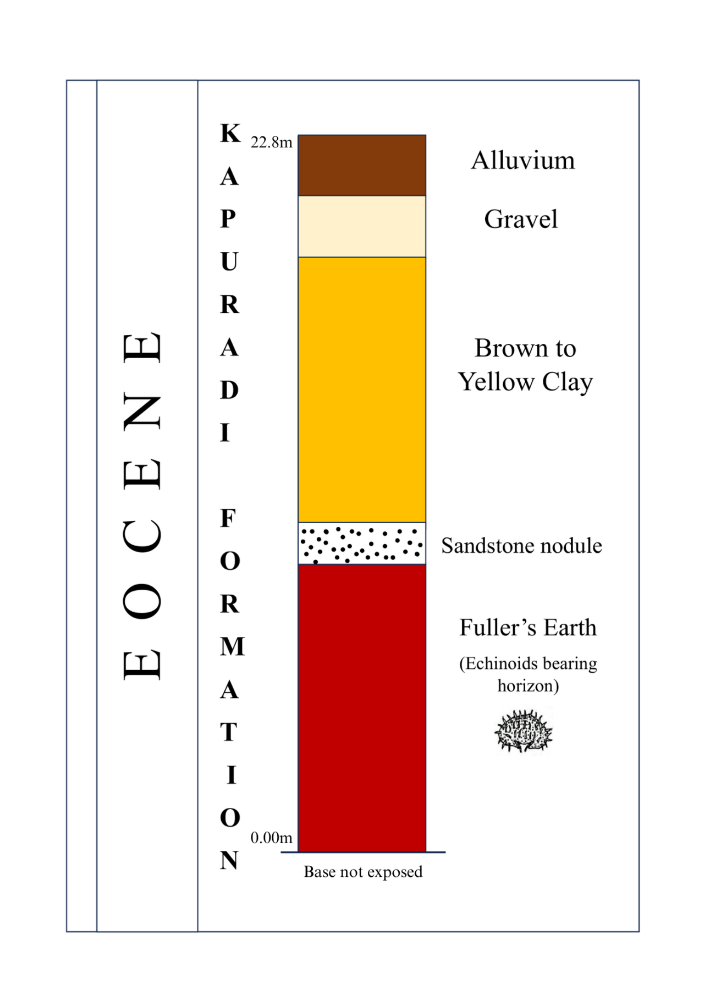 EOCENE
KAPURADI FORMATION
22.8m
Alluvium
Gravel
Brown to
Yellow Clay
Sandstone nodule
Fuller’s Earth
(Echinoids bearing
horizon)
0.00m
Base not exposed